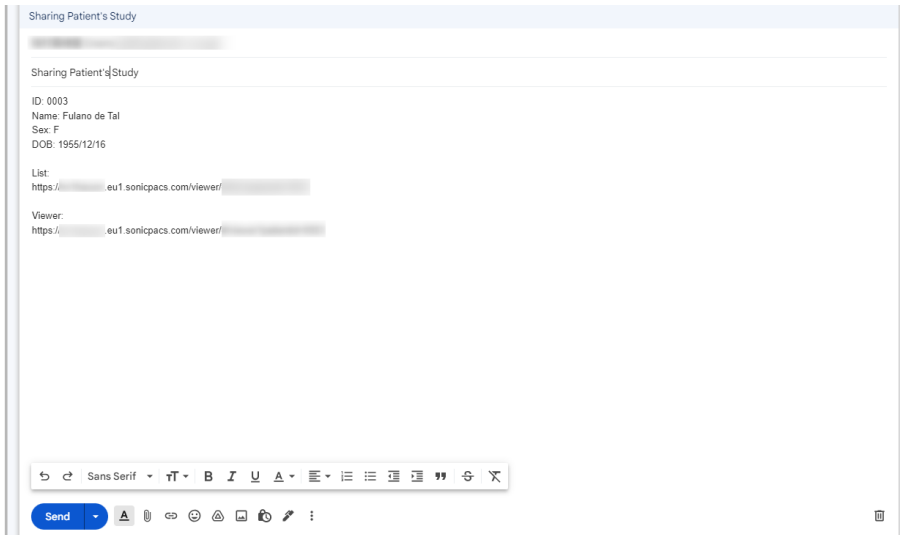 Sharing Patient's Study
Sharing Patient's Study
ID: 0003
Name: Fulano de Tal
Sex: F
DOB: 1955/12/16
List:
https:// .eu1.sonicpacs.com/viewer/
Viewer:
https:// .eu1.sonicpacs.com/viewer/
Sans Serif
Send